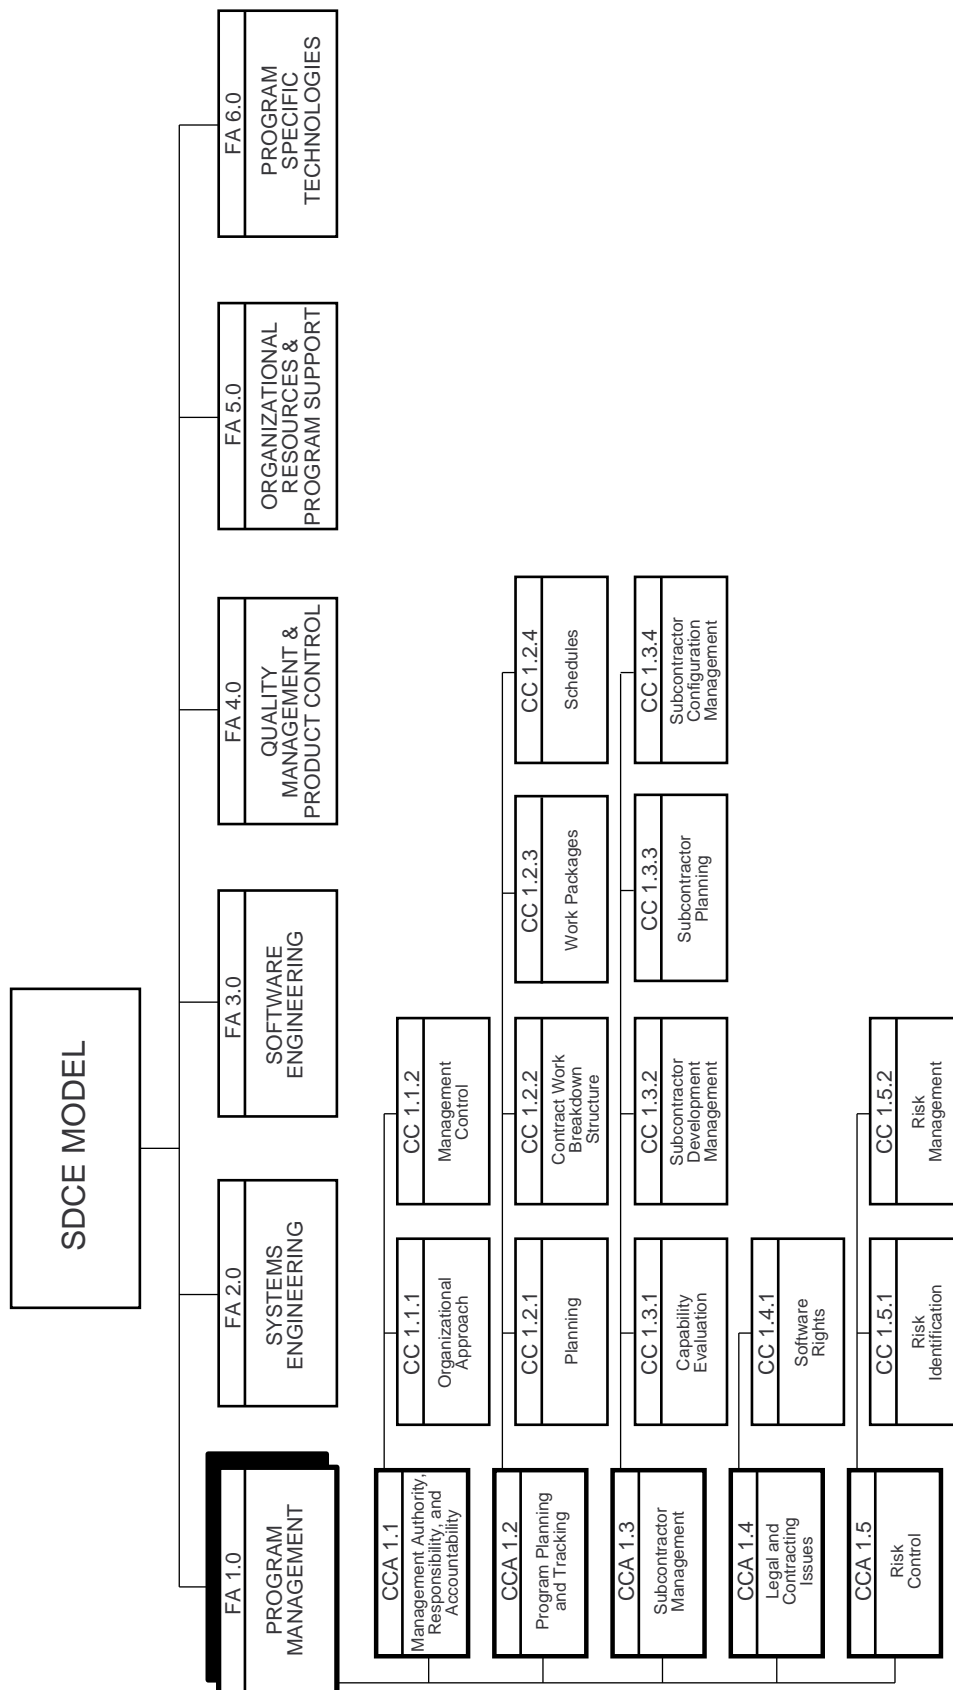 SDCE MODEL
FA 1.0
PROGRAM
MANAGEMENT
FA 2.0
SYSTEMS
ENGINEERING
FA 3.0
SOFTWARE
ENGINEERING
FA 4.0
QUALITY
MANAGEMENT &
PRODUCT CONTROL
FA 5.0
ORGANIZATIONAL
RESOURCES &
PROGRAM SUPPORT
FA 6.0
PROGRAM
SPECIFIC
TECHNOLOGIES
CCA 1.1
Management Authority,
Responsibility, and
Accountability
CC 1.1.1
Organizational
Approach
CC 1.1.2
Management
Control
CCA 1.2
Program Planning
and Tracking
CC 1.2.1
Planning
CC 1.2.2
Contract Work
Breakdown
Structure
CC 1.2.3
Work Packages
CC 1.2.4
Schedules
CCA 1.3
Subcontractor
Management
CC 1.3.1
Capability
Evaluation
CC 1.3.2
Subcontractor
Development
Management
CC 1.3.3
Subcontractor
Planning
CC 1.3.4
Subcontractor
Configuration
Management
CCA 1.4
Legal and
Contracting
Issues
CC 1.4.1
Software
Rights
CCA 1.5
Risk
Control
CC 1.5.1
Risk
Identification
CC 1.5.2
Risk
Management